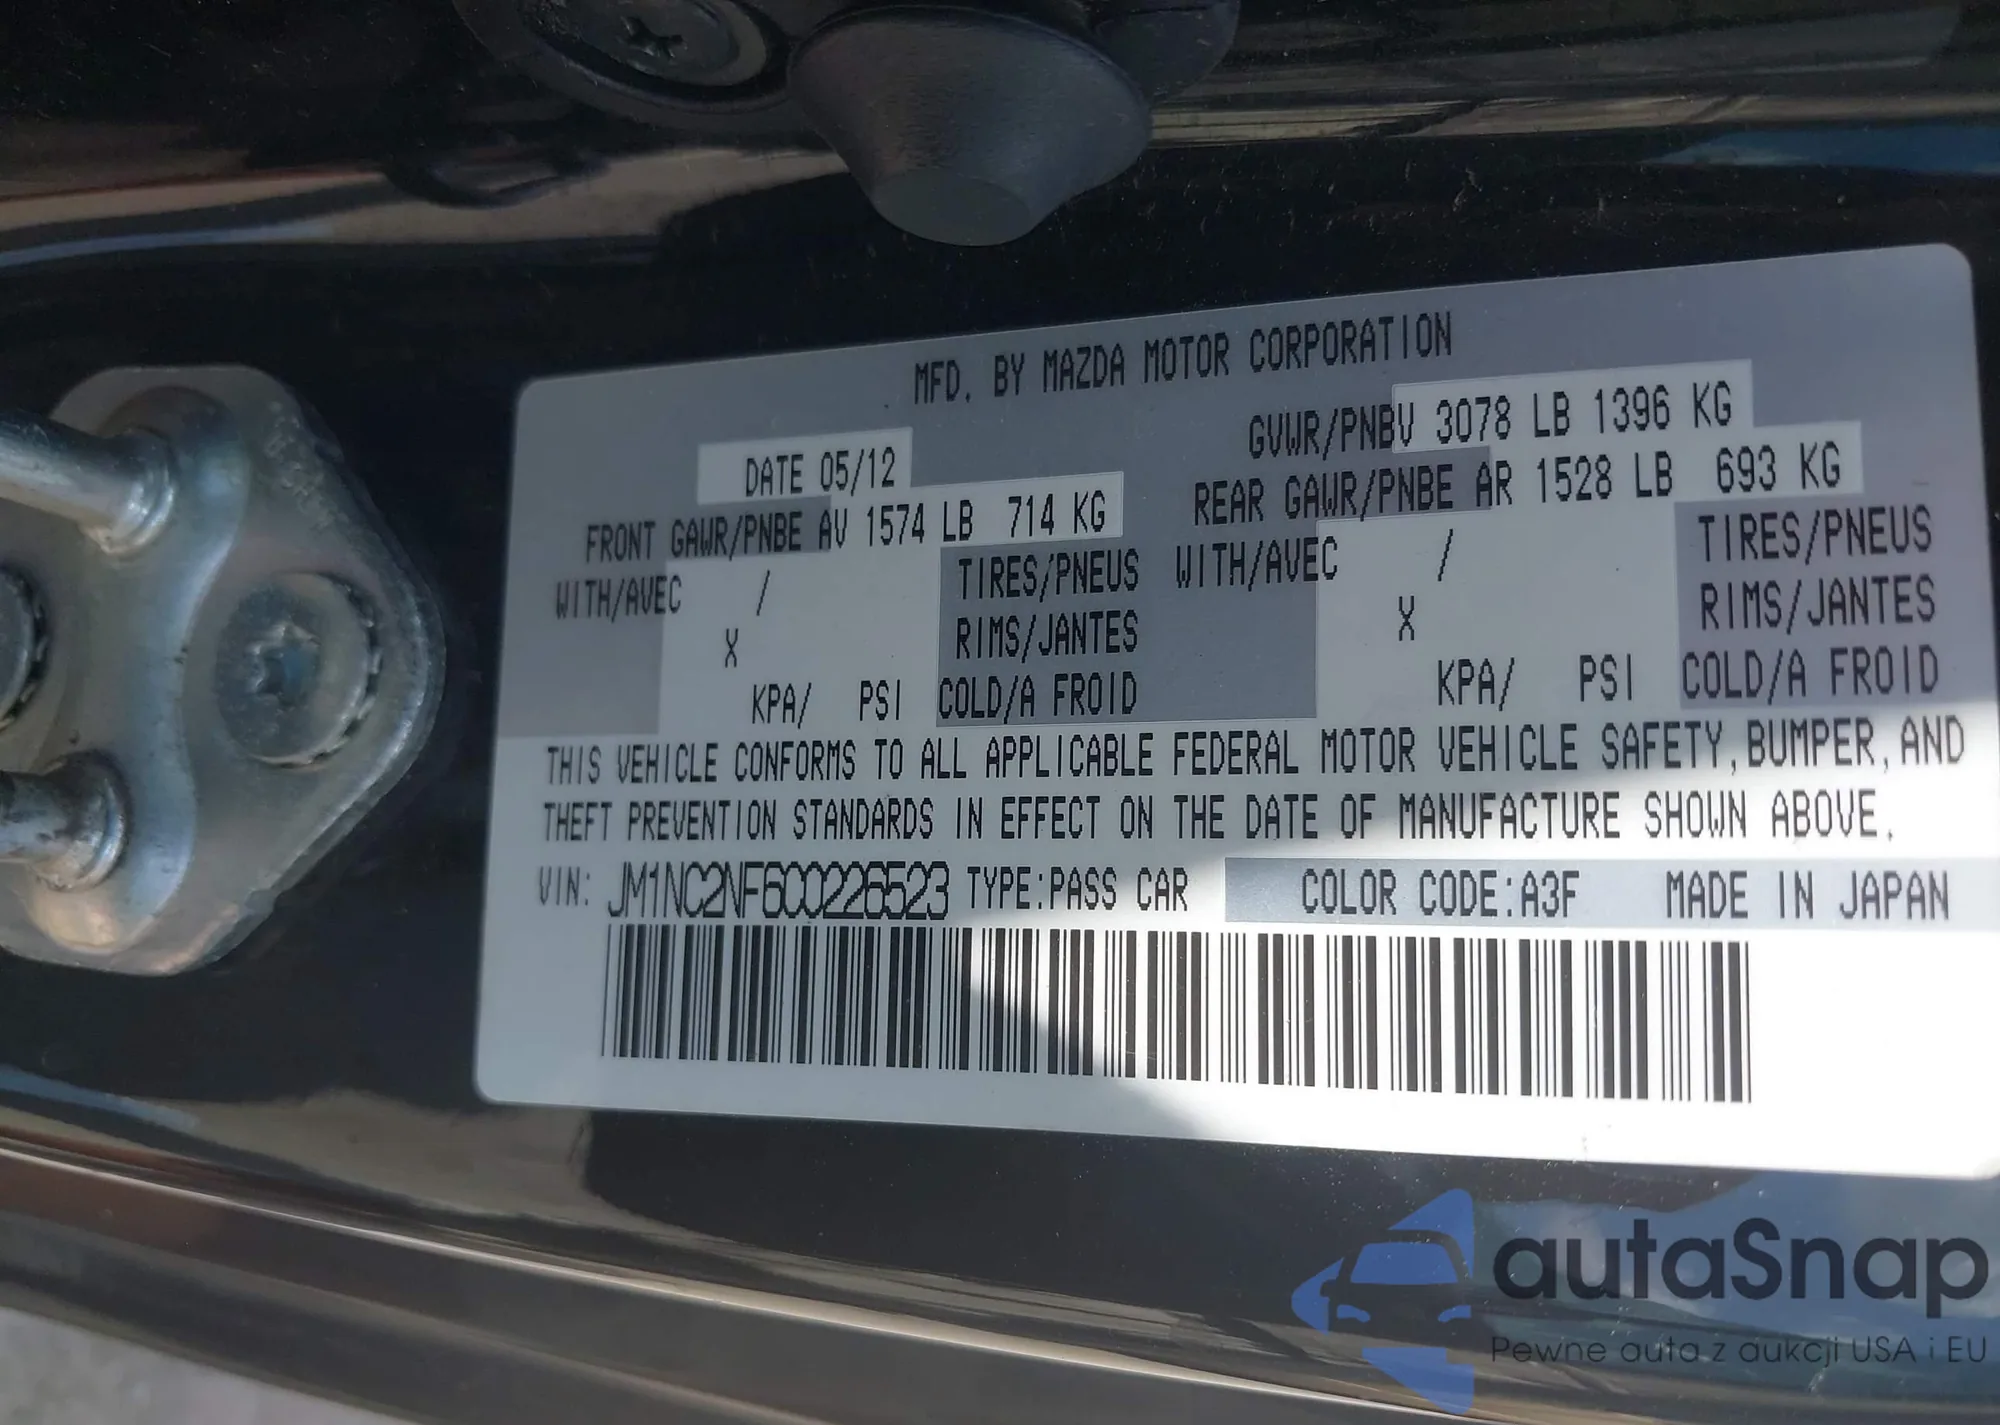 MFD. BY MAZDA MOTOR CORPORATION
DATE 05/12 GVWR/PNBV 3078 LB 1396 KG
FRONT GAWR/PNBE AV 1574 LB 714 KG REAR GAWR/PNBE AR 1528 LB 693 KG
WITH/AVEC / TIRES/PNEUS WITH/AVEC / TIRES/PNEUS
X RIMS/JANTES X RIMS/JANTES
KPA/ PSI COLD/A FROID KPA/ PSI COLD/A FROID
THIS VEHICLE CONFORMS TO ALL APPLICABLE FEDERAL MOTOR VEHICLE SAFETY, BUMPER, AND
THEFT PREVENTION STANDARDS IN EFFECT ON THE DATE OF MANUFACTURE SHOWN ABOVE.
VIN: JM1NC2NF6C0226523 TYPE:PASS CAR COLOR CODE:A3F MADE IN JAPAN
autaSnap
Pewne auta z aukcji USA i EU